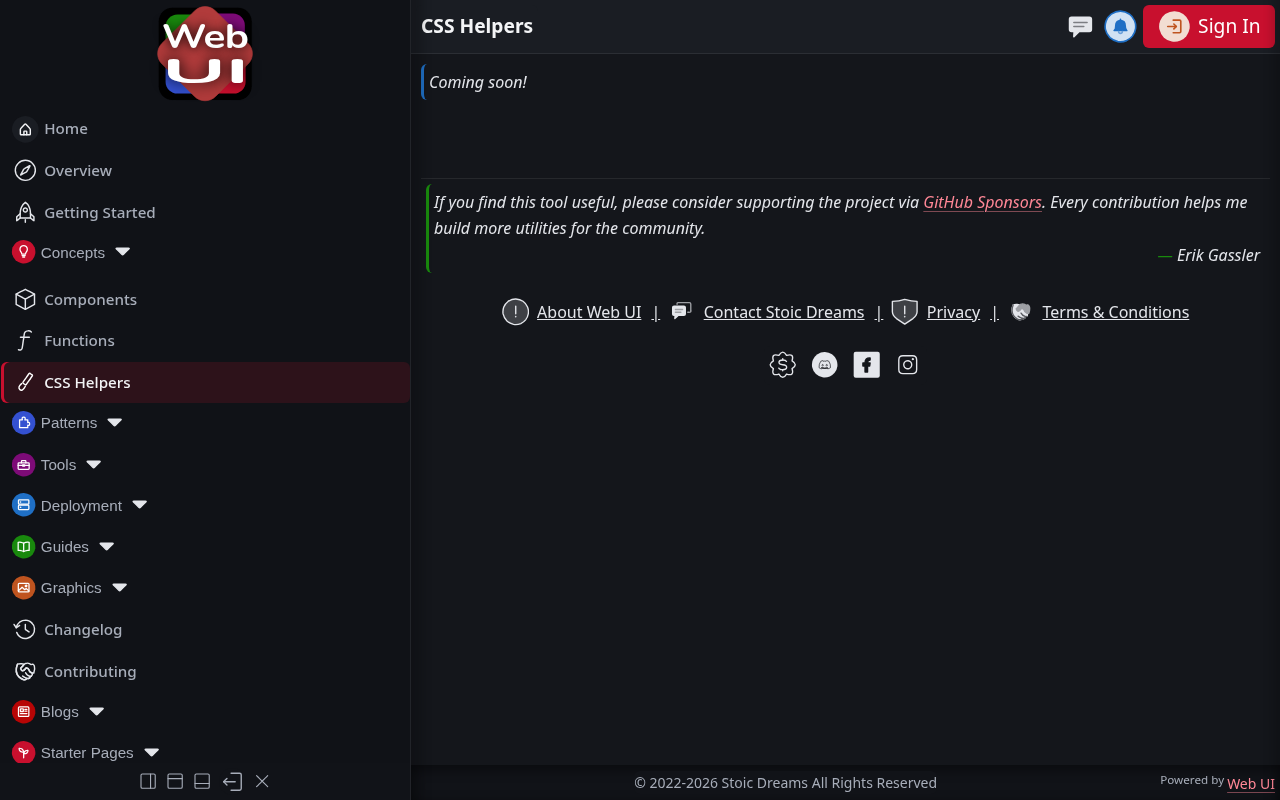 Web
UI
Home
Overview
Getting Started
Concepts
Components
Functions
CSS Helpers
Patterns
Tools
Deployment
Guides
Graphics
Changelog
Contributing
Blogs
Starter Pages
CSS Helpers
Sign In
Coming soon!
If you find this tool useful, please consider supporting the project via GitHub Sponsors. Every contribution helps me
build more utilities for the community.
— Erik Gassler
About Web UI | Contact Stoic Dreams | Privacy | Terms & Conditions
© 2022-2026 Stoic Dreams All Rights Reserved
Powered by Web UI